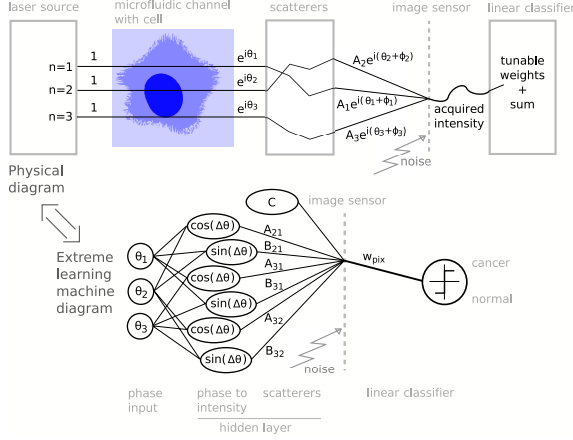 laser source
microfluidic channel
with cell
scatterers
image sensor
linear classifier
n=1
1
e^{iθ₁}
n=2
1
e^{iθ₂}
n=3
1
e^{iθ₃}
A₂e^{i(θ₂+ϕ₂)}
A₁e^{i(θ₁+ϕ₁)}
A₃e^{i(θ₃+ϕ₃)}
acquired
intensity
noise
tunable
weights
+
sum
Physical
diagram
Extreme
learning
machine
diagram
image sensor
C
θ₁
θ₂
θ₃
cos(Δθ)
sin(Δθ)
cos(Δθ)
sin(Δθ)
cos(Δθ)
sin(Δθ)
A₂₁
B₂₁
A₃₁
B₃₁
A₃₂
B₃₂
w_{pix}
noise
cancer
normal
phase
input
phase to
intensity
scatterers
linear classifier
hidden layer